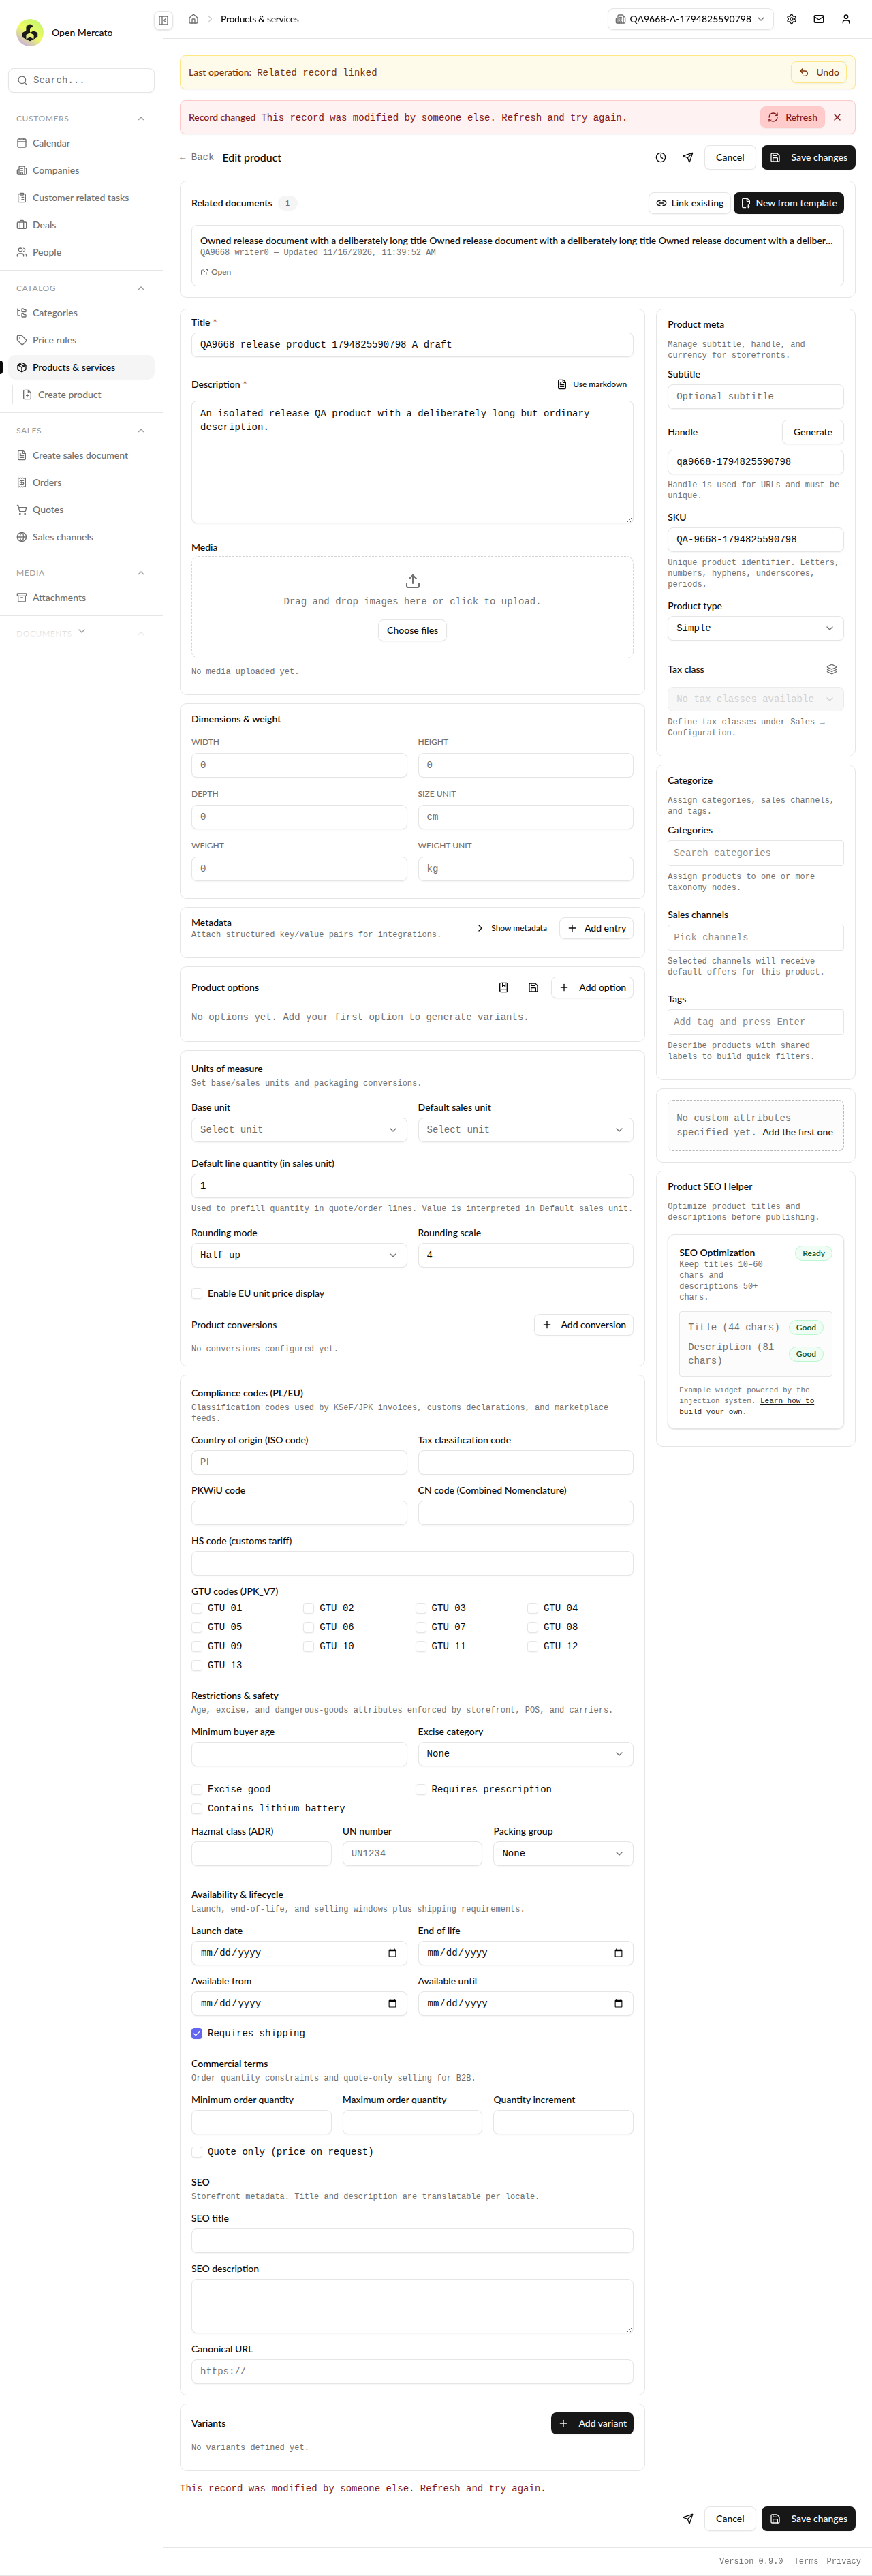 Open Mercato
Products & services
QA9668-A-1794825590798
Search...
CUSTOMERS
Calendar
Companies
Customer related tasks
Deals
People
CATALOG
Categories
Price rules
Products & services
Create product
SALES
Create sales document
Orders
Quotes
Sales channels
MEDIA
Attachments
DOCUMENTS
Last operation: Related record linked
Undo
Record changed This record was modified by someone else. Refresh and try again.
Refresh
← Back Edit product
Cancel
Save changes
Related documents 1
Link existing
New from template
Owned release document with a deliberately long title Owned release document with a deliberately long title Owned release document with a deliber...
QA9668 writer0 — Updated 11/16/2026, 11:39:52 AM
Open
Title *
QA9668 release product 1794825590798 A draft
Description *
Use markdown
An isolated release QA product with a deliberately long but ordinary
description.
Media
Drag and drop images here or click to upload.
Choose files
No media uploaded yet.
Dimensions & weight
WIDTH HEIGHT
0 0
DEPTH SIZE UNIT
0 cm
WEIGHT WEIGHT UNIT
0 kg
Metadata
Attach structured key/value pairs for integrations.
Show metadata
Add entry
Product options
Add option
No options yet. Add your first option to generate variants.
Units of measure
Set base/sales units and packaging conversions.
Base unit Default sales unit
Select unit Select unit
Default line quantity (in sales unit)
1
Used to prefill quantity in quote/order lines. Value is interpreted in Default sales unit.
Rounding mode Rounding scale
Half up 4
Enable EU unit price display
Product conversions
Add conversion
No conversions configured yet.
Compliance codes (PL/EU)
Classification codes used by KSeF/JPK invoices, customs declarations, and marketplace
feeds.
Country of origin (ISO code) Tax classification code
PL
PKWiU code CN code (Combined Nomenclature)
HS code (customs tariff)
GTU codes (JPK_V7)
GTU 01 GTU 02 GTU 03 GTU 04
GTU 05 GTU 06 GTU 07 GTU 08
GTU 09 GTU 10 GTU 11 GTU 12
GTU 13
Restrictions & safety
Age, excise, and dangerous-goods attributes enforced by storefront, POS, and carriers.
Minimum buyer age Excise category
None
Excise good Requires prescription
Contains lithium battery
Hazmat class (ADR) UN number Packing group
UN1234 None
Availability & lifecycle
Launch, end-of-life, and selling windows plus shipping requirements.
Launch date End of life
mm/dd/yyyy mm/dd/yyyy
Available from Available until
mm/dd/yyyy mm/dd/yyyy
Requires shipping
Commercial terms
Order quantity constraints and quote-only selling for B2B.
Minimum order quantity Maximum order quantity Quantity increment
Quote only (price on request)
SEO
Storefront metadata. Title and description are translatable per locale.
SEO title
SEO description
Canonical URL
https://
Variants
Add variant
No variants defined yet.
Product meta
Manage subtitle, handle, and
currency for storefronts.
Subtitle
Optional subtitle
Handle
Generate
qa9668-1794825590798
Handle is used for URLs and must be
unique.
SKU
QA-9668-1794825590798
Unique product identifier. Letters,
numbers, hyphens, underscores,
periods.
Product type
Simple
Tax class
No tax classes available
Define tax classes under Sales →
Configuration.
Categorize
Assign categories, sales channels,
and tags.
Categories
Search categories
Assign products to one or more
taxonomy nodes.
Sales channels
Pick channels
Selected channels will receive
default offers for this product.
Tags
Add tag and press Enter
Describe products with shared
labels to build quick filters.
No custom attributes
specified yet. Add the first one
Product SEO Helper
Optimize product titles and
descriptions before publishing.
SEO Optimization
Ready
Keep titles 10–60
chars and
descriptions 50+
chars.
Title (44 chars) Good
Description (81
chars)
Good
Example widget powered by the
injection system. Learn how to
build your own.
This record was modified by someone else. Refresh and try again.
Cancel
Save changes
Version 0.9.0 Terms Privacy